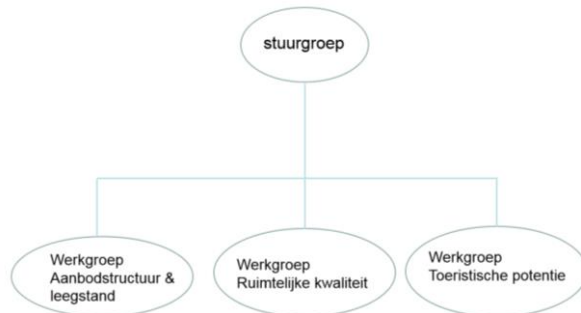 stuurgroep
Werkgroep
Aanbodstructuur &
leegstand
Werkgroep
Ruimtelijke kwaliteit
Werkgroep
Toeristische potentie